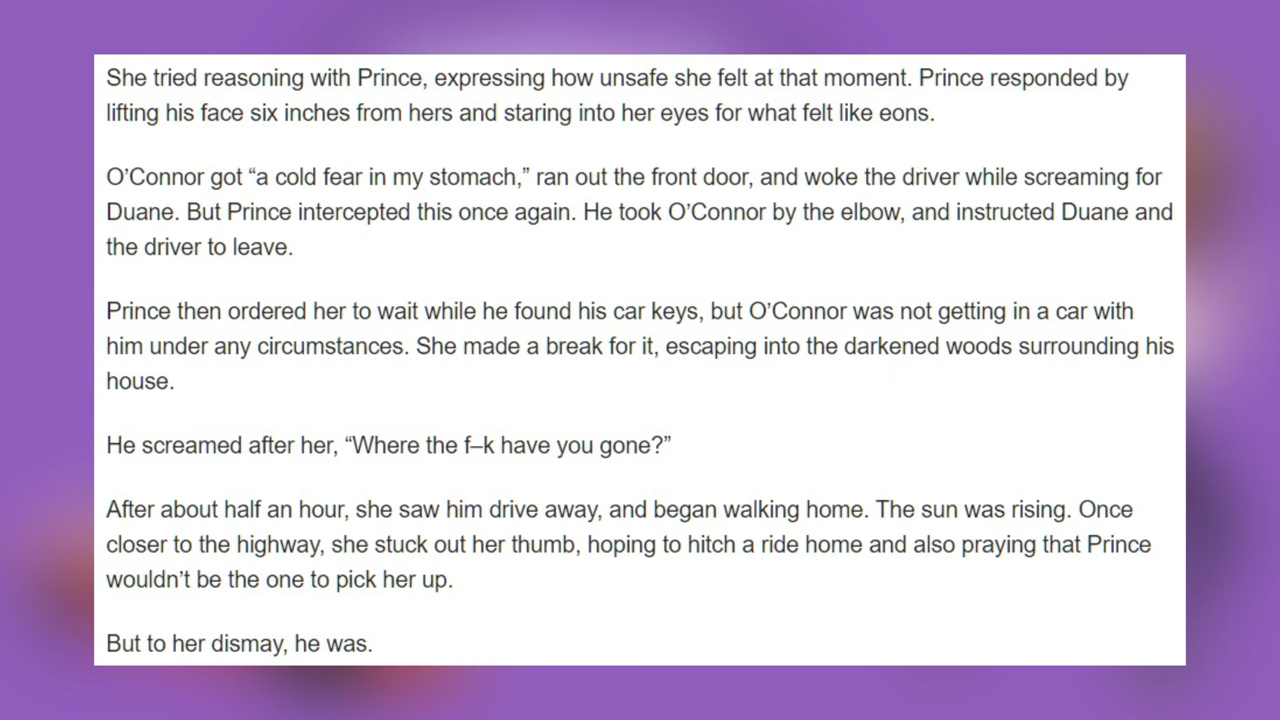 She tried reasoning with Prince, expressing how unsafe she felt at that moment. Prince responded by
lifting his face six inches from hers and staring into her eyes for what felt like eons.
O’Connor got “a cold fear in my stomach,” ran out the front door, and woke the driver while screaming for
Duane. But Prince intercepted this once again. He took O’Connor by the elbow, and instructed Duane and
the driver to leave.
Prince then ordered her to wait while he found his car keys, but O’Connor was not getting in a car with
him under any circumstances. She made a break for it, escaping into the darkened woods surrounding his
house.
He screamed after her, “Where the f–k have you gone?”
After about half an hour, she saw him drive away, and began walking home. The sun was rising. Once
closer to the highway, she stuck out her thumb, hoping to hitch a ride home and also praying that Prince
wouldn’t be the one to pick her up.
But to her dismay, he was.